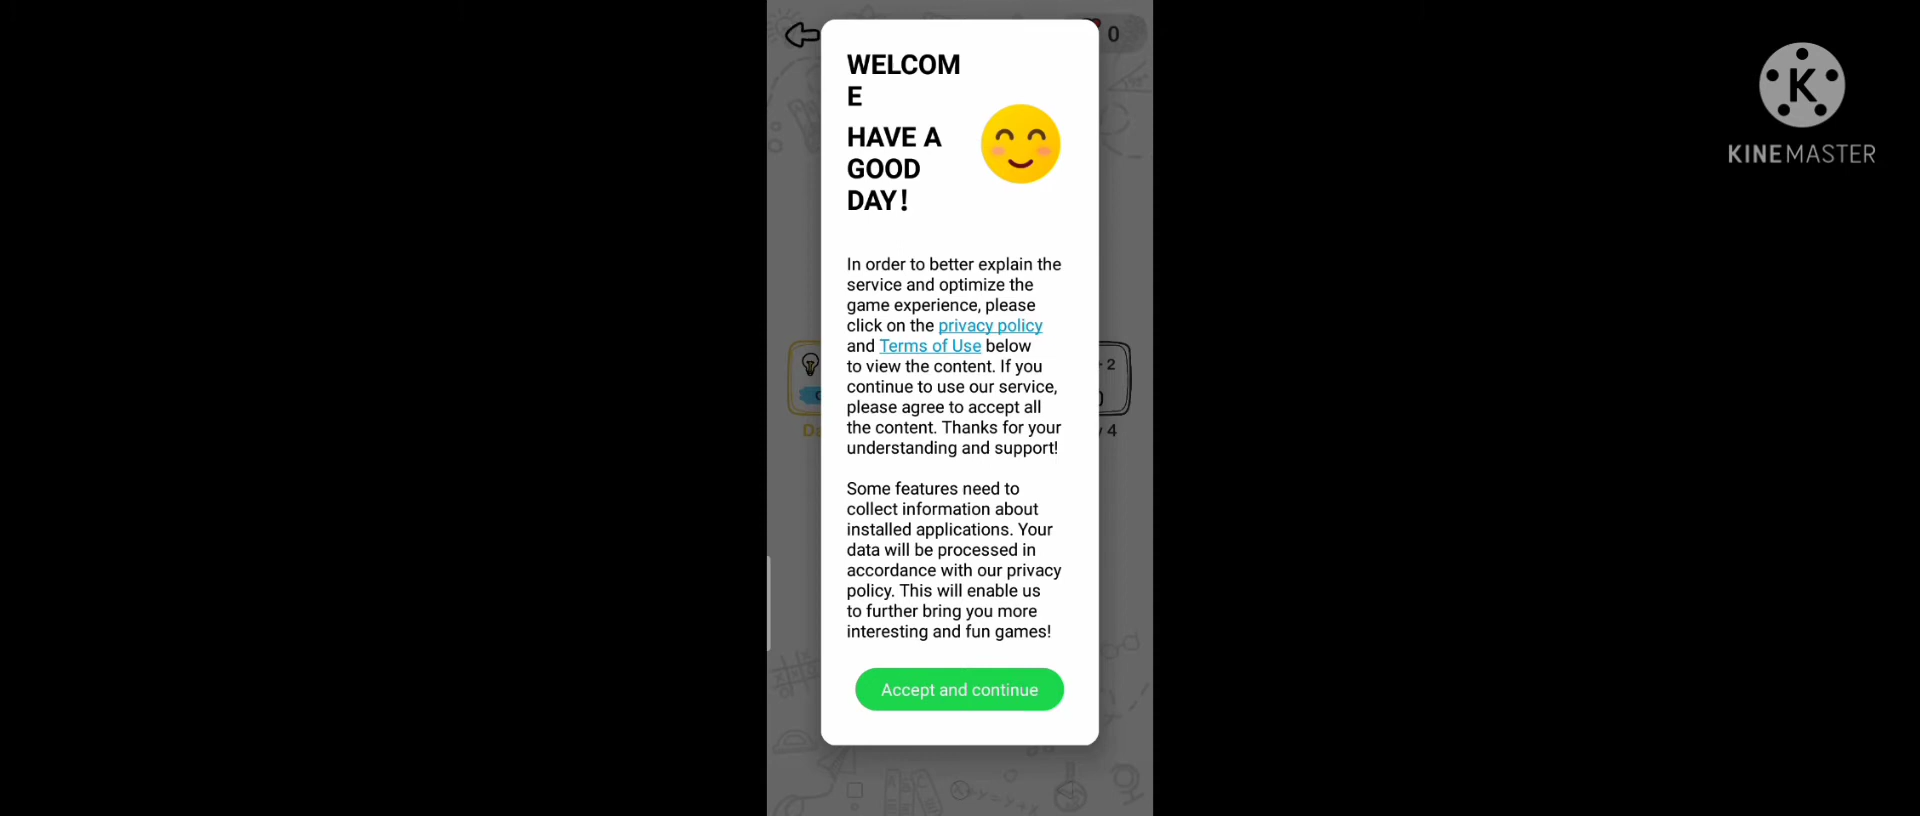 0
WELCOM
E
HAVE A
GOOD
DAY!
In order to better explain the
service and optimize the
game experience, please
click on the privacy policy
and Terms of Use below
to view the content. If you
continue to use our service,
please agree to accept all
the content. Thanks for your
understanding and support!
Some features need to
collect information about
installed applications. Your
data will be processed in
accordance with our privacy
policy. This will enable us
to further bring you more
interesting and fun games!
Accept and continue
2
4
K
KINEMASTER